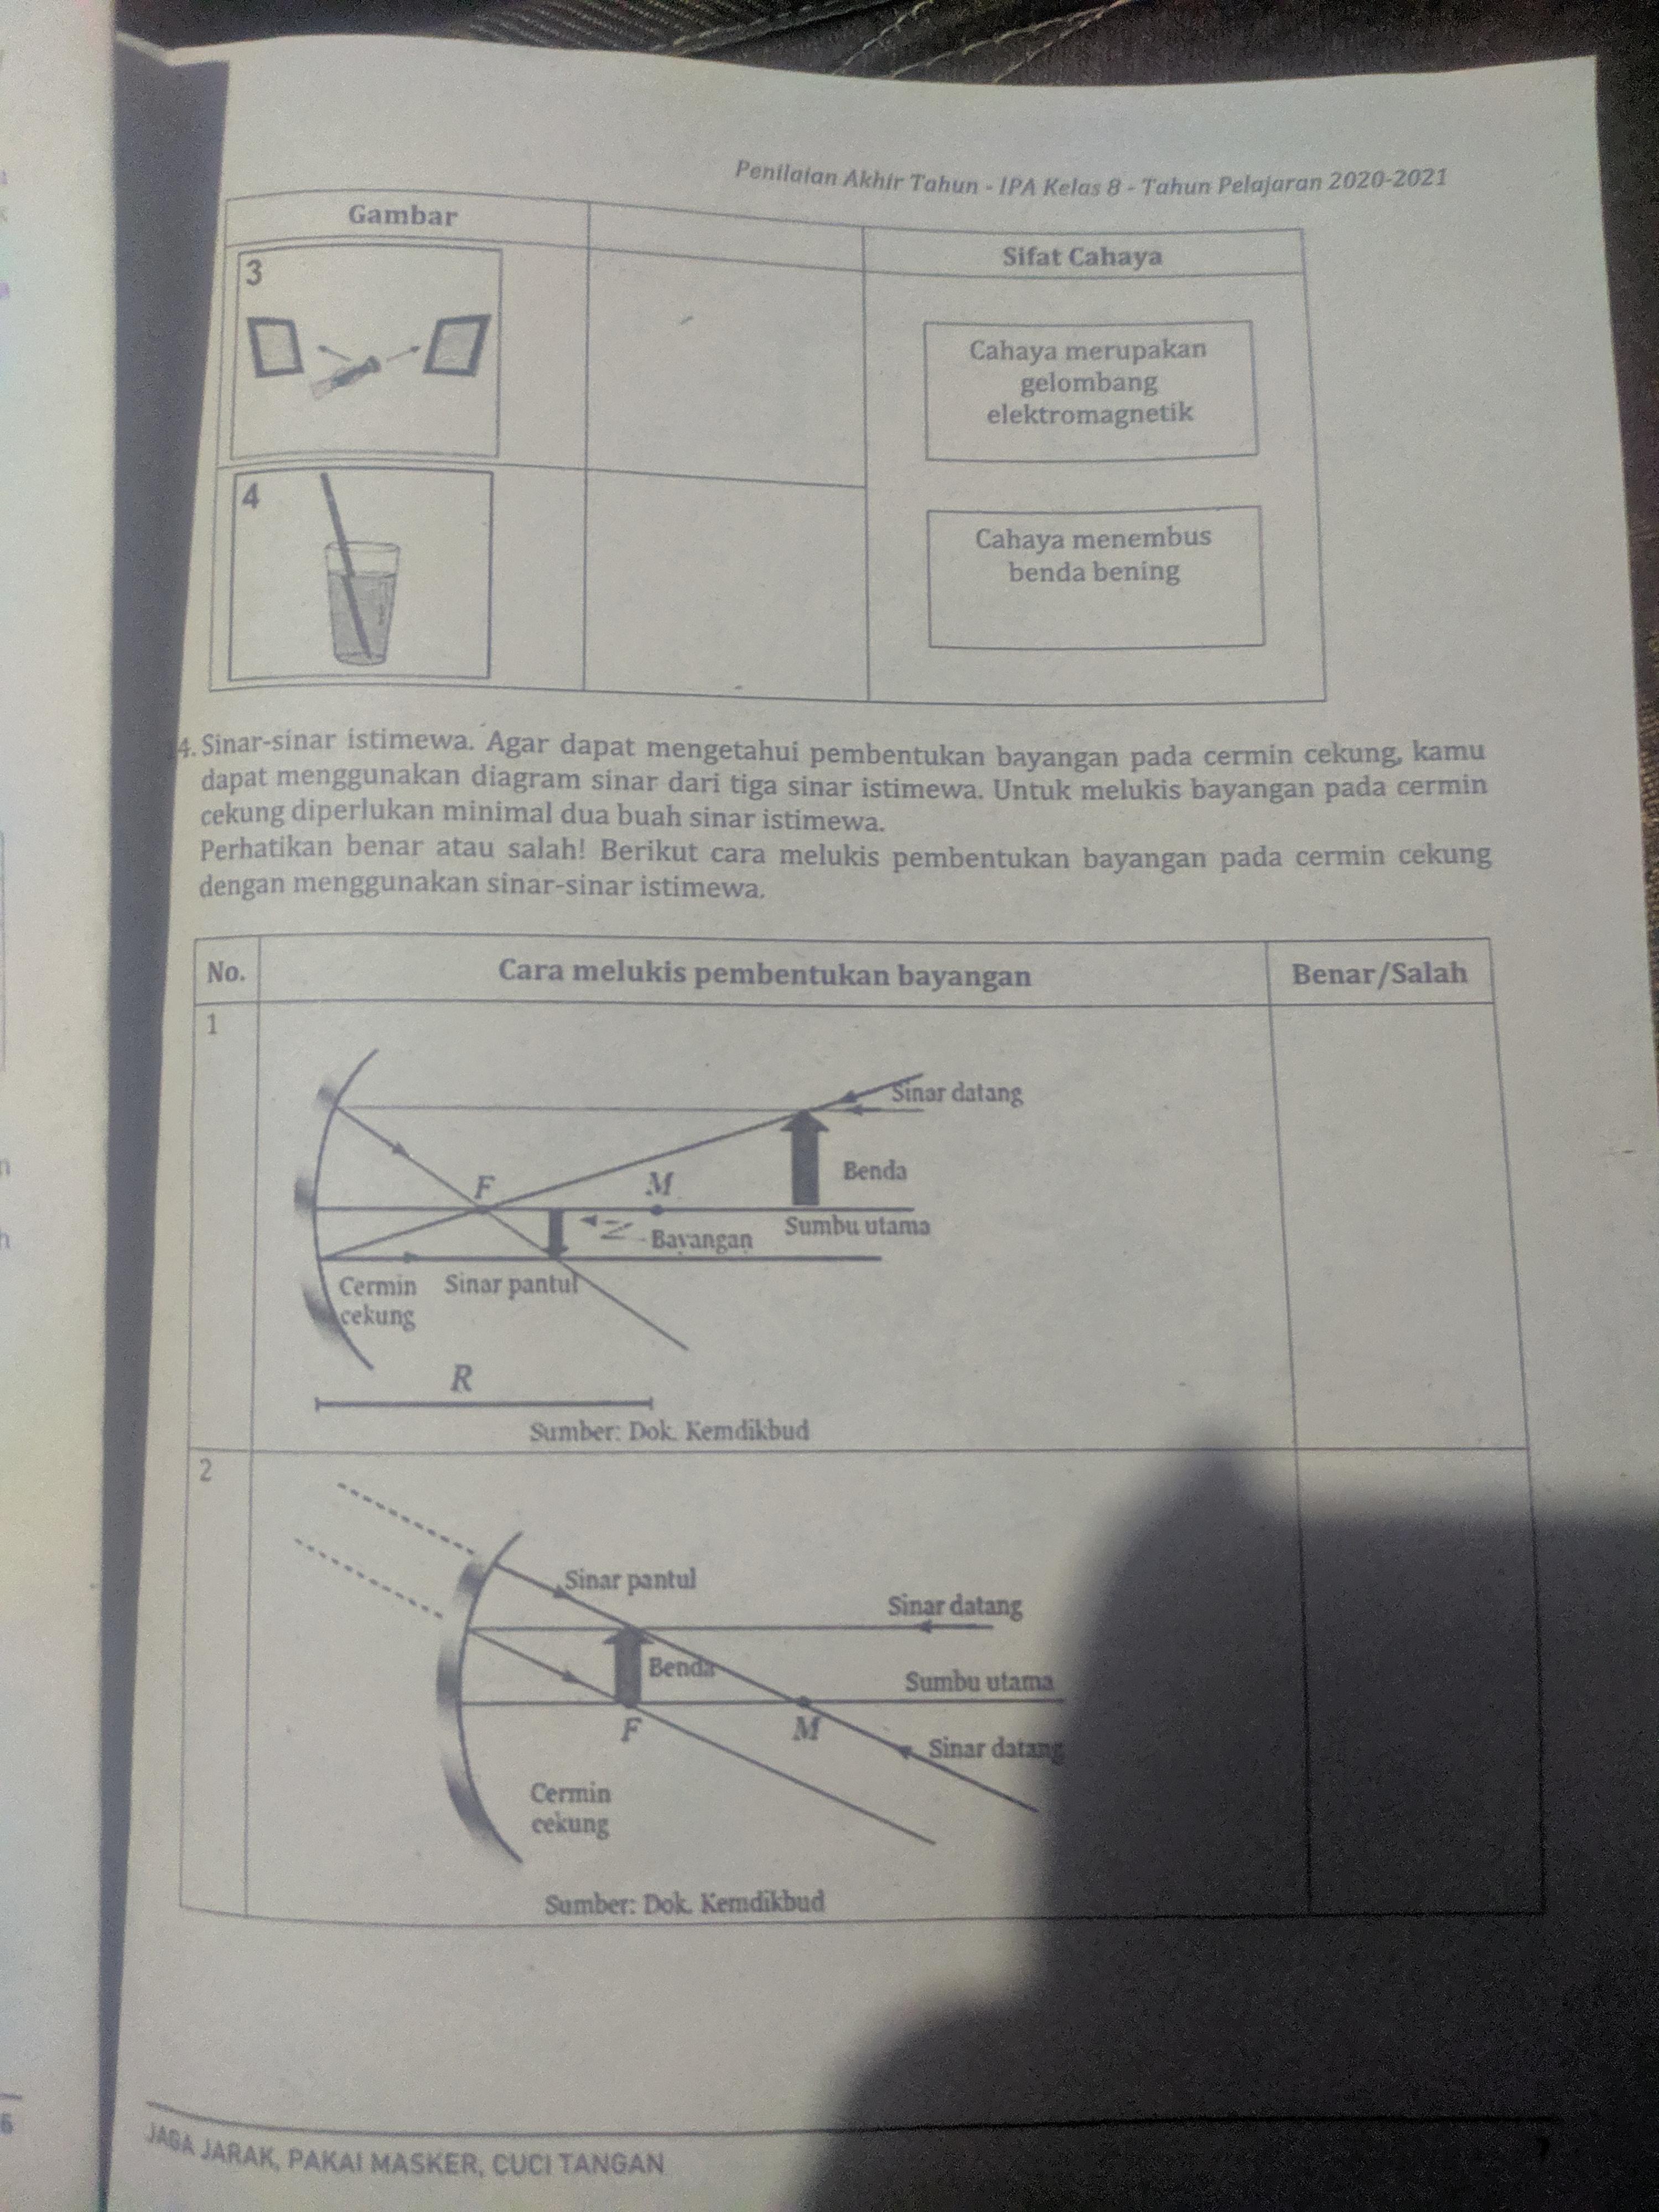 Penilaian Akhir Tahun - IPA Kelas 8 - Tahun Pelajaran 2020-2021
Gambar
Sifat Cahaya
3
Cahaya merupakan
gelombang
elektromagnetik
4
Cahaya menembus
benda bening
4. Sinar-sinar istimewa. Agar dapat mengetahui pembentukan bayangan pada cermin cekung, kamu
dapat menggunakan diagram sinar dari tiga sinar istimewa. Untuk melukis bayangan pada cermin
cekung diperlukan minimal dua buah sinar istimewa.
Perhatikan benar atau salah! Berikut cara melukis pembentukan bayangan pada cermin cekung
dengan menggunakan sinar-sinar istimewa.
No.
Cara melukis pembentukan bayangan
Benar/Salah
1
Sinar datang
Benda
F
M
Sumbu utama
Bayangan
Cermin
cekung
Sinar pantul
R
Sumber: Dok. Kemdikbud
2
Sinar pantul
Sinar datang
Benda
Sumbu utama
F
M
Sinar datang
Cermin
cekung
Sumber: Dok. Kemdikbud
JAGA JARAK, PAKAI MASKER, CUCI TANGAN